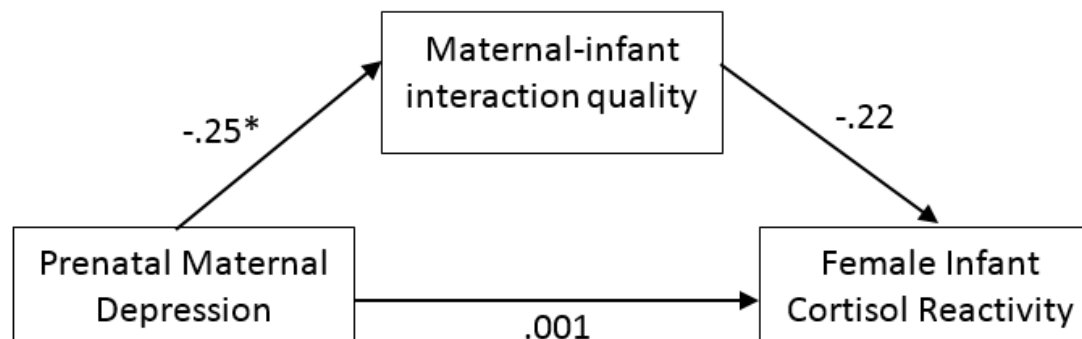 Maternal-infant
interaction quality
-.25*
-.22
Prenatal Maternal
Depression
Female Infant
Cortisol Reactivity
.001